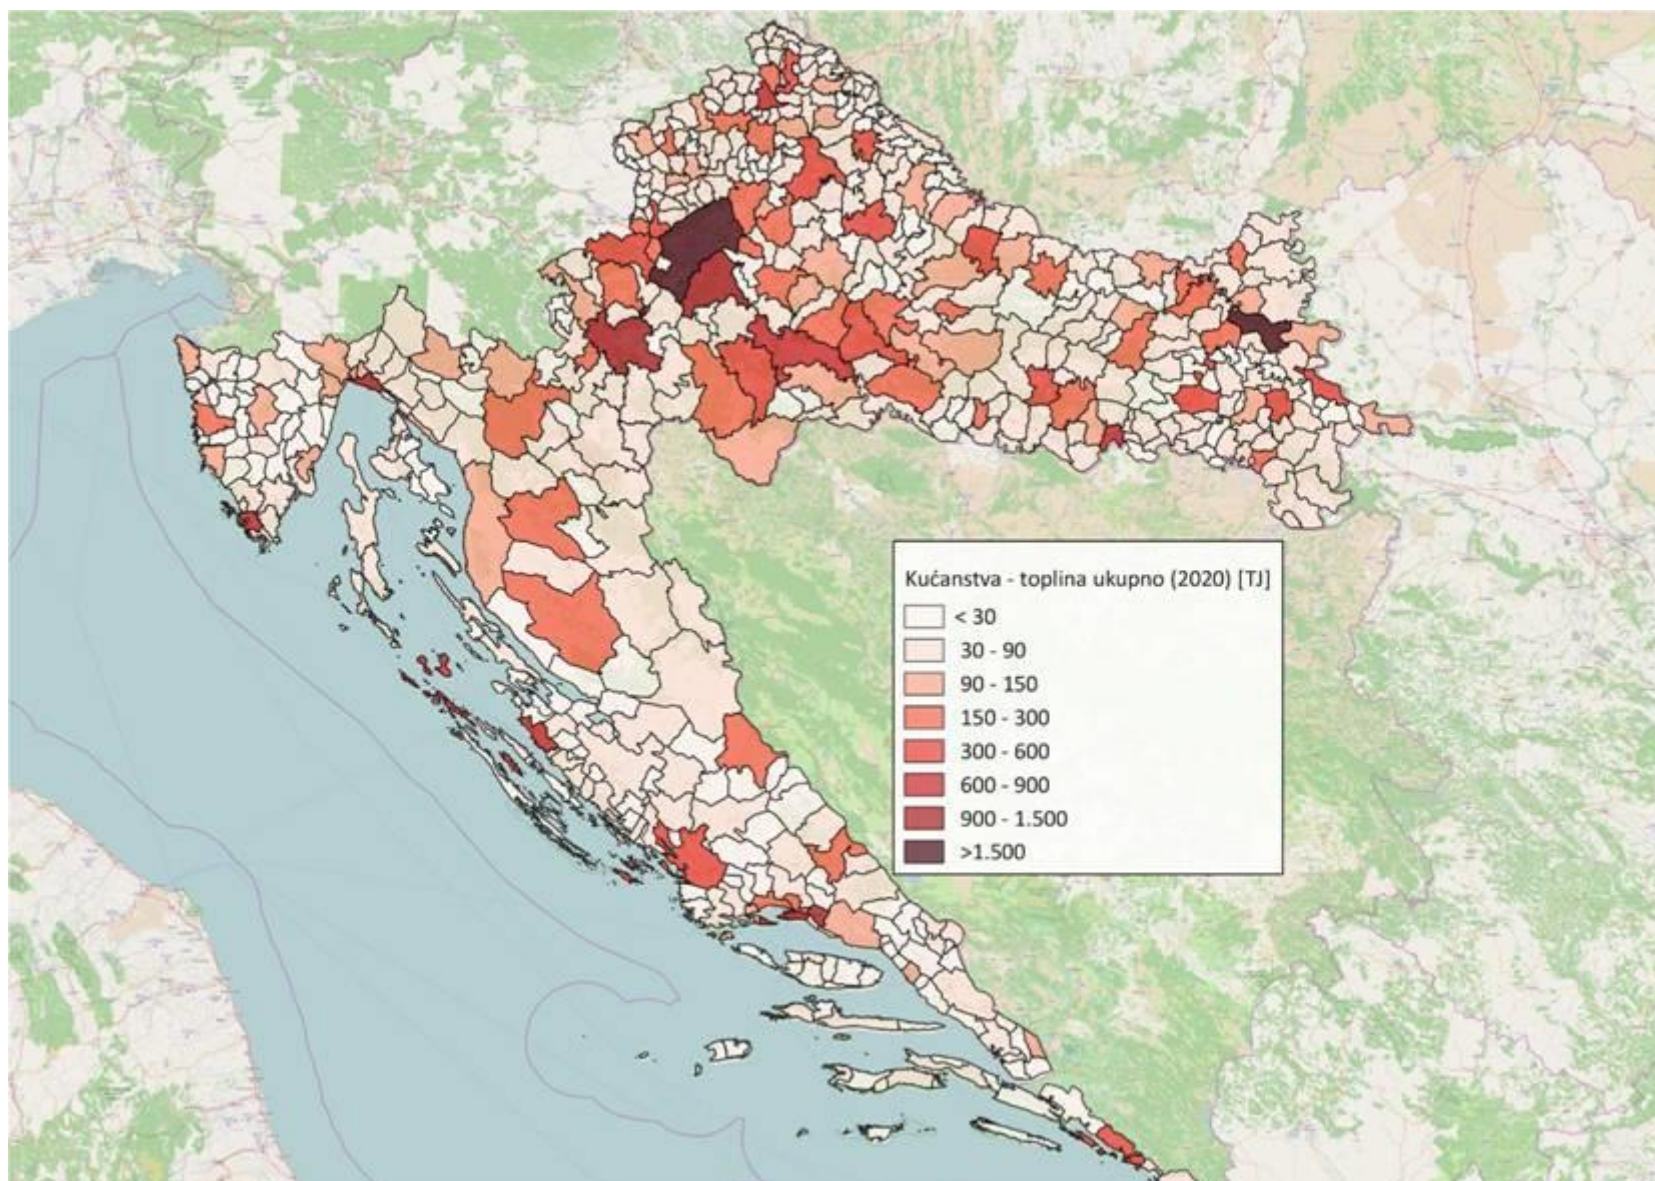 Kućanstva - toplina ukupno (2020) [TJ]
< 30
30 - 90
90 - 150
150 - 300
300 - 600
600 - 900
900 - 1.500
>1.500